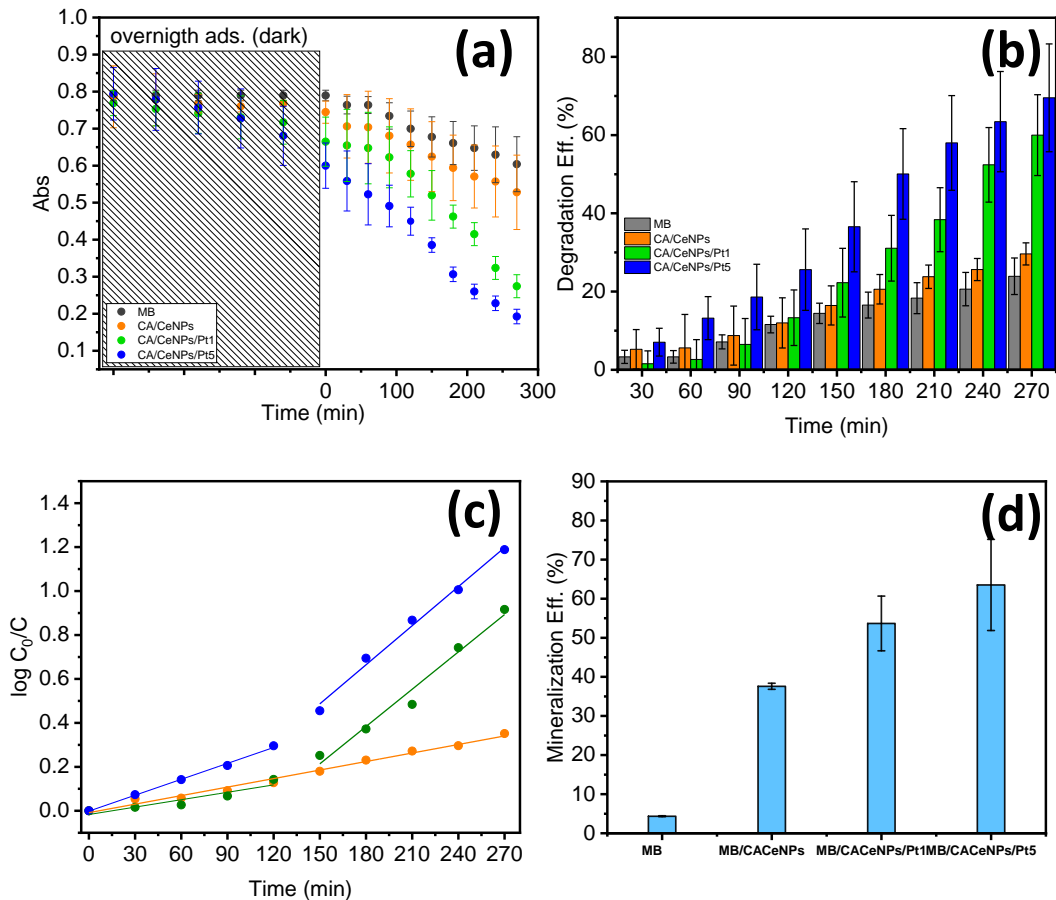 (a)
overnigth ads. (dark)
Abs
1.0
0.9
0.8
0.7
0.6
0.5
0.4
0.3
0.2
0.1
MB
CA/CeNPs
CA/CeNPs/Pt1
CA/CeNPs/Pt5
0 100 200 300
Time (min)
(b)
Degradation Eff. (%)
80
60
40
20
0
MB
CA/CeNPs
CA/CeNPs/Pt1
CA/CeNPs/Pt5
30 60 90 120 150 180 210 240 270
Time (min)
(c)
log C0/C
1.4
1.2
1.0
0.8
0.6
0.4
0.2
0.0
0 30 60 90 120 150 180 210 240 270
Time (min)
(d)
Mineralization Eff. (%)
90
80
70
60
50
40
30
20
10
0
MB MB/CACeNPs MB/CACeNPs/Pt1 MB/CACeNPs/Pt5